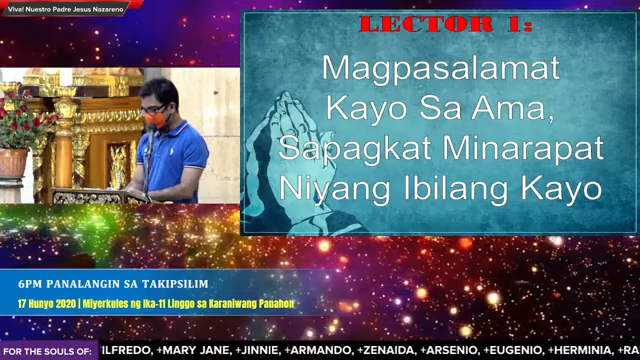 Viva! Nuestro Padre Jesus Nazareno
LECTOR 1:
Magpasalamat
Kayo Sa Ama,
Sapagkat Minarapat
Niyang Ibilang Kayo
6PM PANALANGIN SA TAKIPSILIM
17 Hunyo 2020 | Miyerkules ng Ika-11 Linggo sa Karaniwang Panahon
FOR THE SOULS OF: ILFREDO, +MARY JANE, +JINNIE, +ARMANDO, +ZENAIDA, +ARSENIO, +EUGENIO, +HERMINIA, +RA